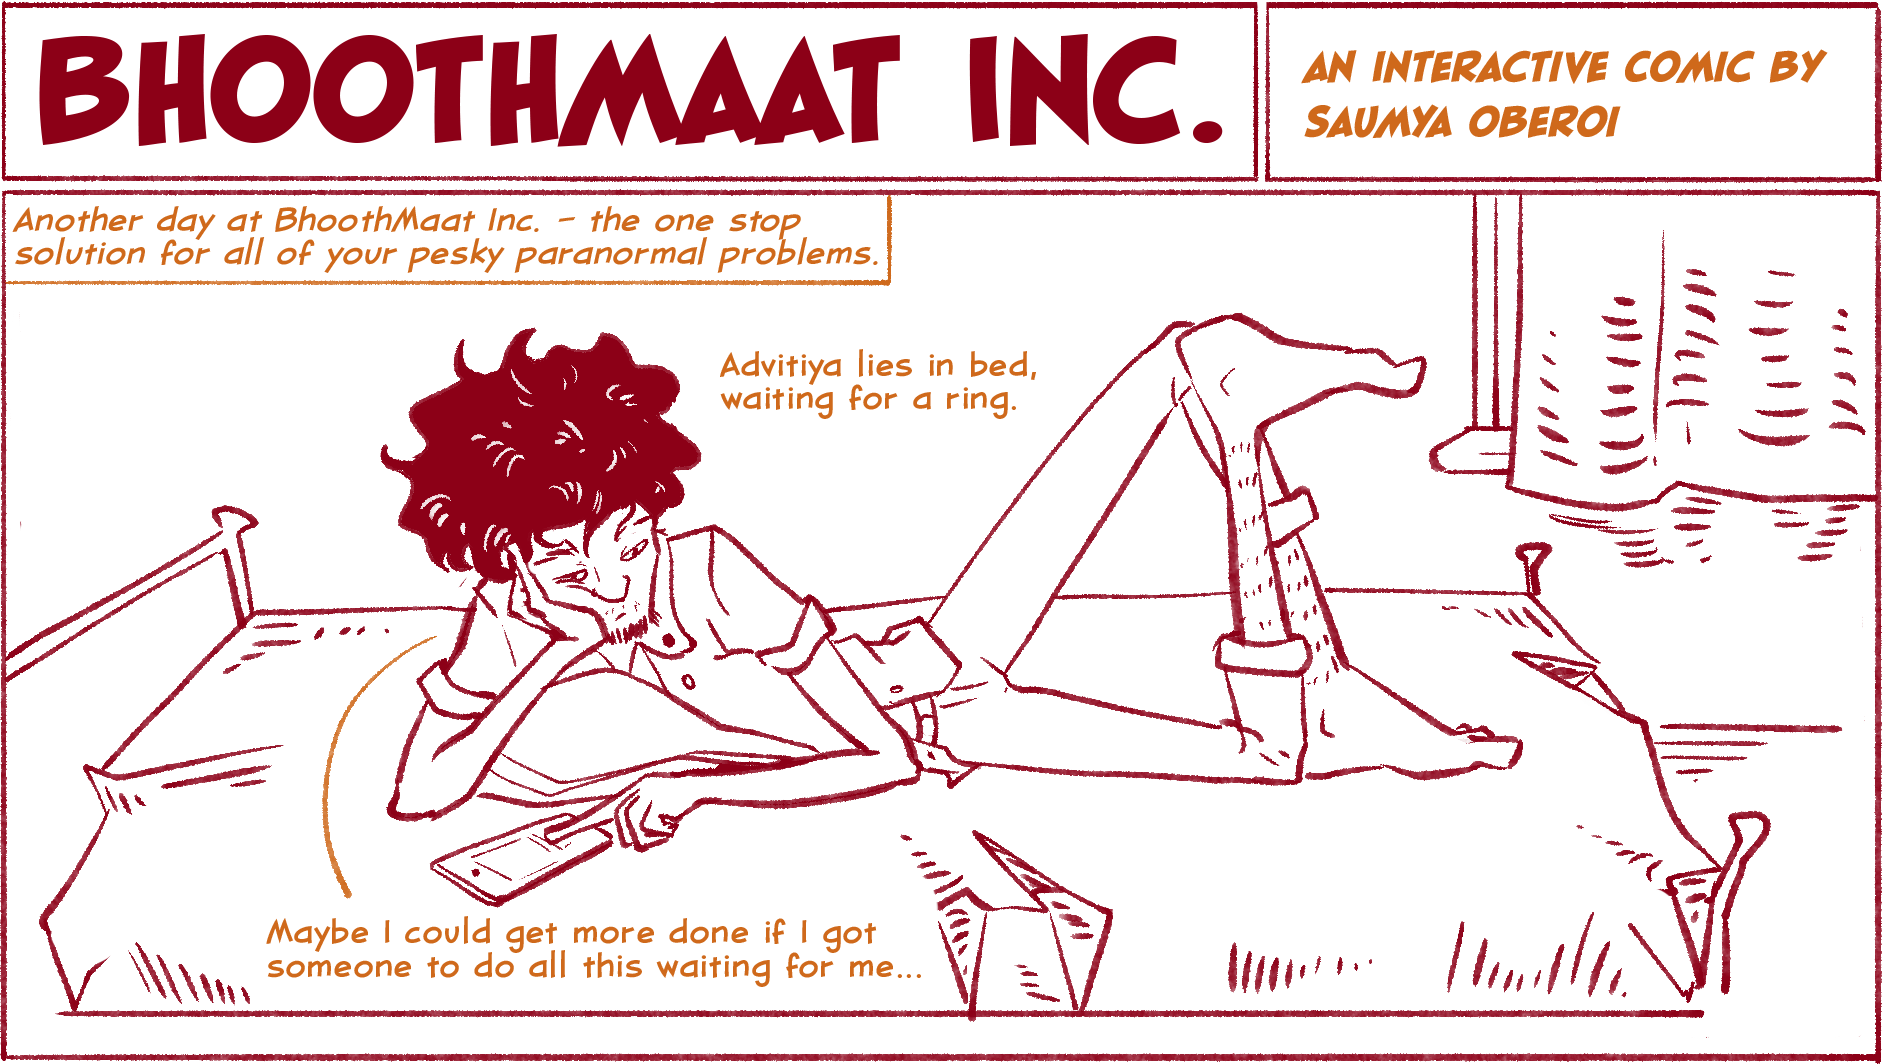 BHOOTHMAAT INC.
AN INTERACTIVE COMIC BY
SAUMYA OBEROI
Another day at BhoothMaat Inc. - the one stop
solution for all of your pesky paranormal problems.
Advitiya lies in bed,
waiting for a ring.
Maybe I could get more done if I got
someone to do all this waiting for me...